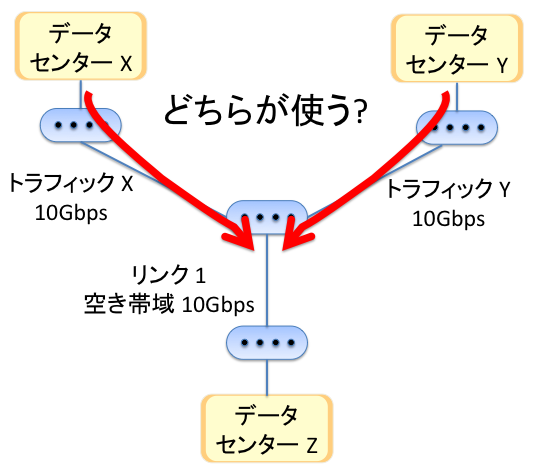 データ
センター X
データ
センター Y
どちらが使う?
トラフィック X
10Gbps
トラフィック Y
10Gbps
リンク 1
空き帯域 10Gbps
データ
センター Z